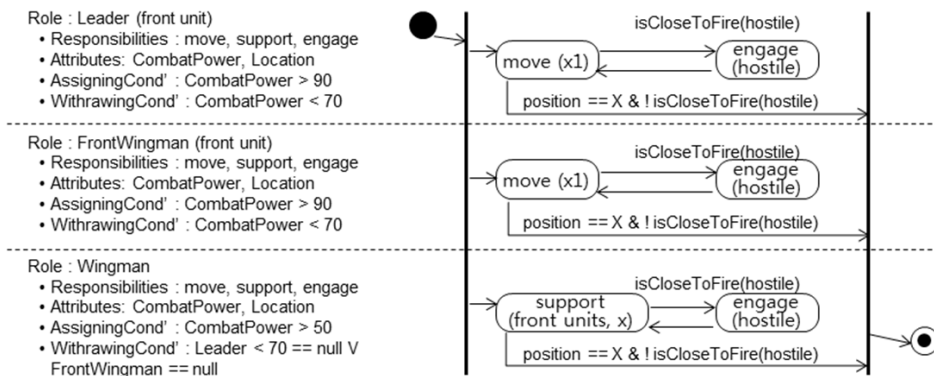 Role : Leader (front unit)
• Responsibilities : move, support, engage
• Attributes: CombatPower, Location
• AssigningCond' : CombatPower > 90
• WithrawingCond' : CombatPower < 70
isCloseToFire(hostile)
move (x1)
engage
(hostile)
position == X & ! isCloseToFire(hostile)
Role : FrontWingman (front unit)
• Responsibilities : move, support, engage
• Attributes: CombatPower, Location
• AssigningCond' : CombatPower > 90
• WithrawingCond' : CombatPower < 70
isCloseToFire(hostile)
move (x1)
engage
(hostile)
position == X & ! isCloseToFire(hostile)
Role : Wingman
• Responsibilities : move, support, engage
• Attributes: CombatPower, Location
• AssigningCond' : CombatPower > 50
• WithrawingCond' : Leader < 70 == null V
FrontWingman == null
isCloseToFire(hostile)
support
(front units, x)
engage
(hostile)
position == X & ! isCloseToFire(hostile)